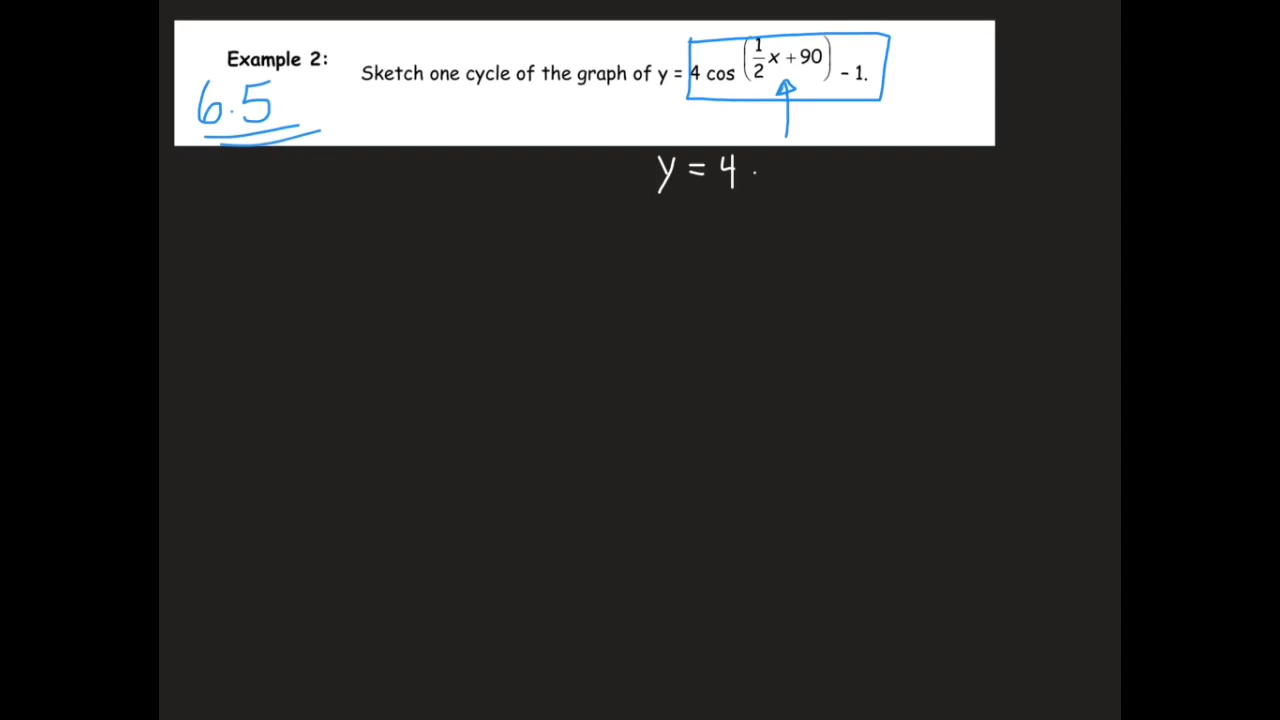 Example 2:
Sketch one cycle of the graph of y = 4 cos (1/2 x + 90) - 1.
6.5
y = 4 .